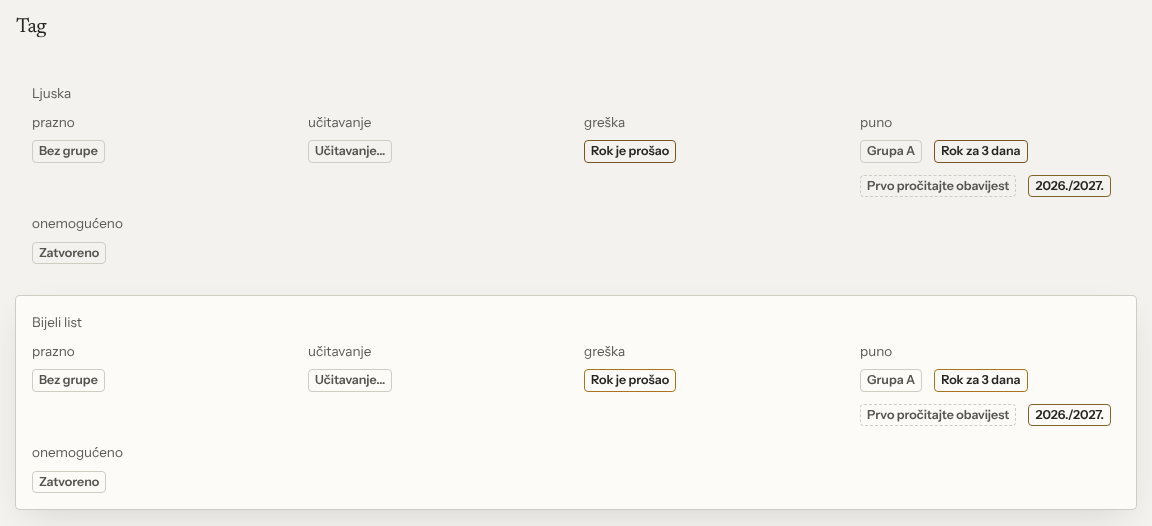 Tag
Ljuska
prazno učitavanje greška puno
Bez grupe Učitavanje... Rok je prošao Grupa A Rok za 3 dana
Prvo pročitajte obavijest 2026./2027.
onemogućeno
Zatvoreno
Bijeli list
prazno učitavanje greška puno
Bez grupe Učitavanje... Rok je prošao Grupa A Rok za 3 dana
Prvo pročitajte obavijest 2026./2027.
onemogućeno
Zatvoreno